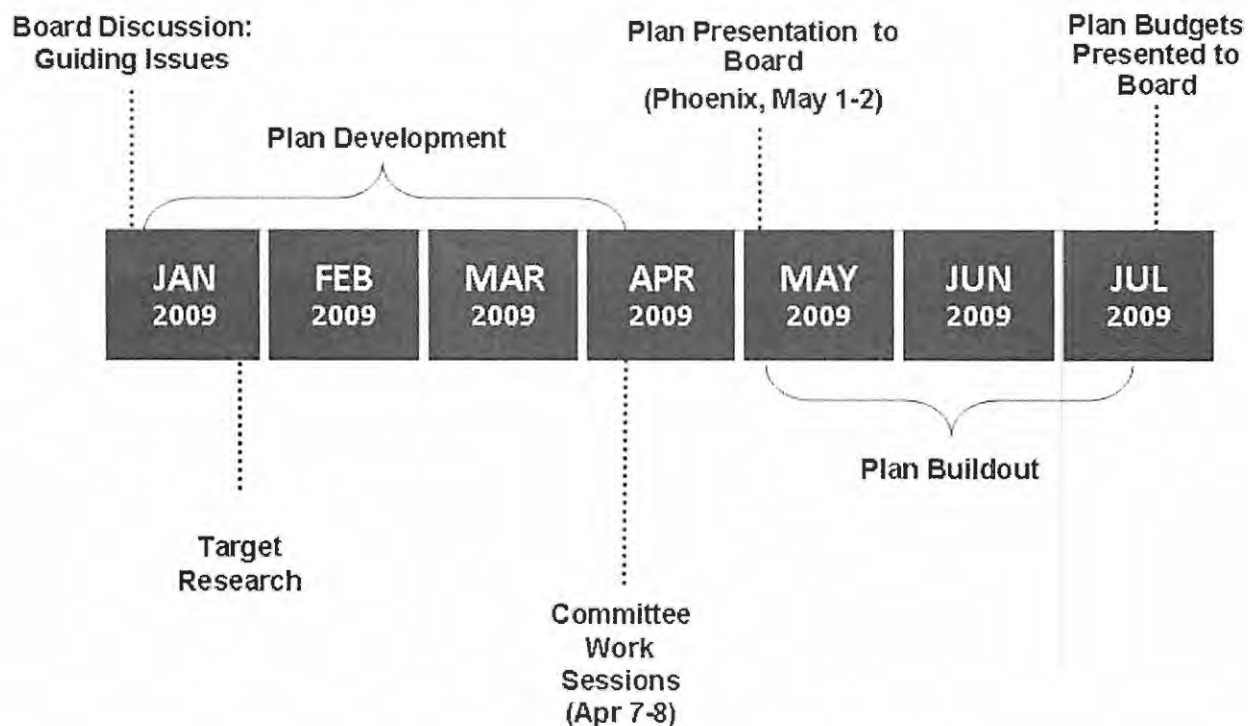 Board Discussion:
Guiding Issues
Plan Presentation to
Board
(Phoenix, May 1-2)
Plan Budgets
Presented to
Board
Plan Development
JAN
2009
FEB
2009
MAR
2009
APR
2009
MAY
2009
JUN
2009
JUL
2009
Plan Buildout
Target
Research
Committee
Work
Sessions
(Apr 7-8)